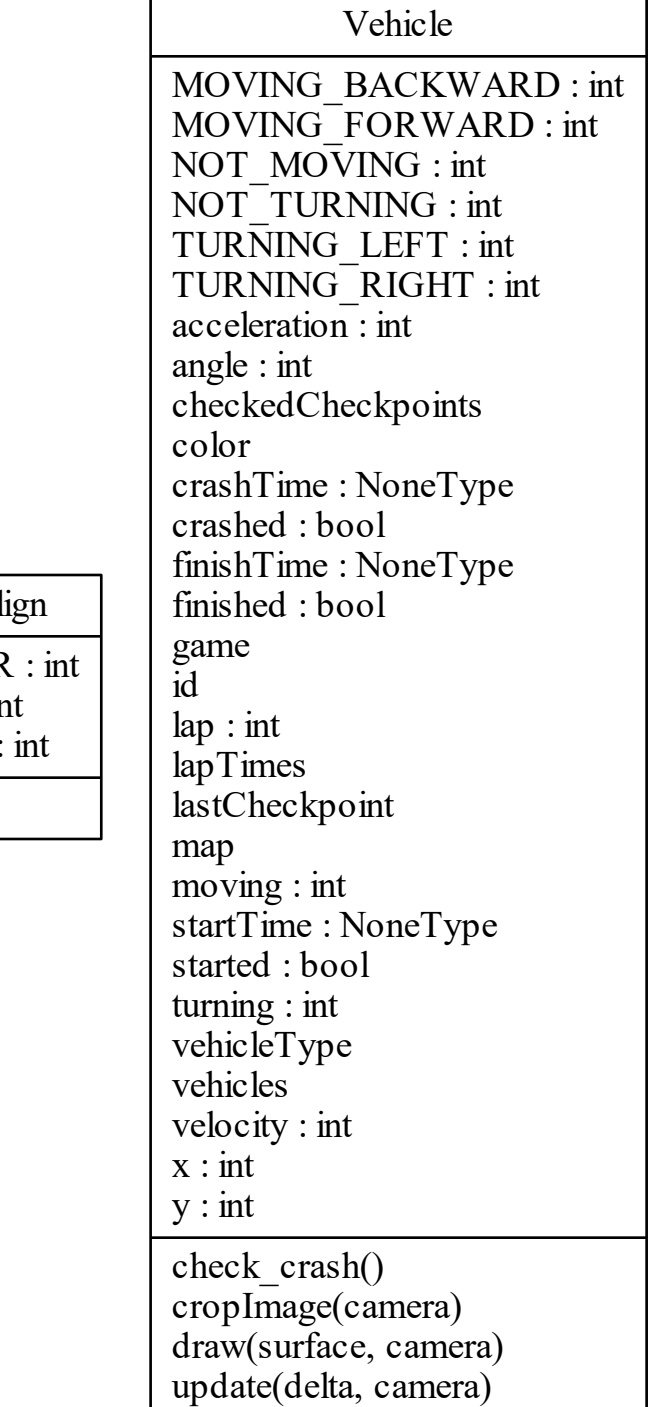 Vehicle
MOVING_BACKWARD : int
MOVING_FORWARD : int
NOT_MOVING : int
NOT_TURNING : int
TURNING_LEFT : int
TURNING_RIGHT : int
acceleration : int
angle : int
checkedCheckpoints
color
crashTime : NoneType
crashed : bool
finishTime : NoneType
finished : bool
game
id
lap : int
lapTimes
lastCheckpoint
map
moving : int
startTime : NoneType
started : bool
turning : int
vehicleType
vehicles
velocity : int
x : int
y : int
check_crash()
cropImage(camera)
draw(surface, camera)
update(delta, camera)
R : int
: int